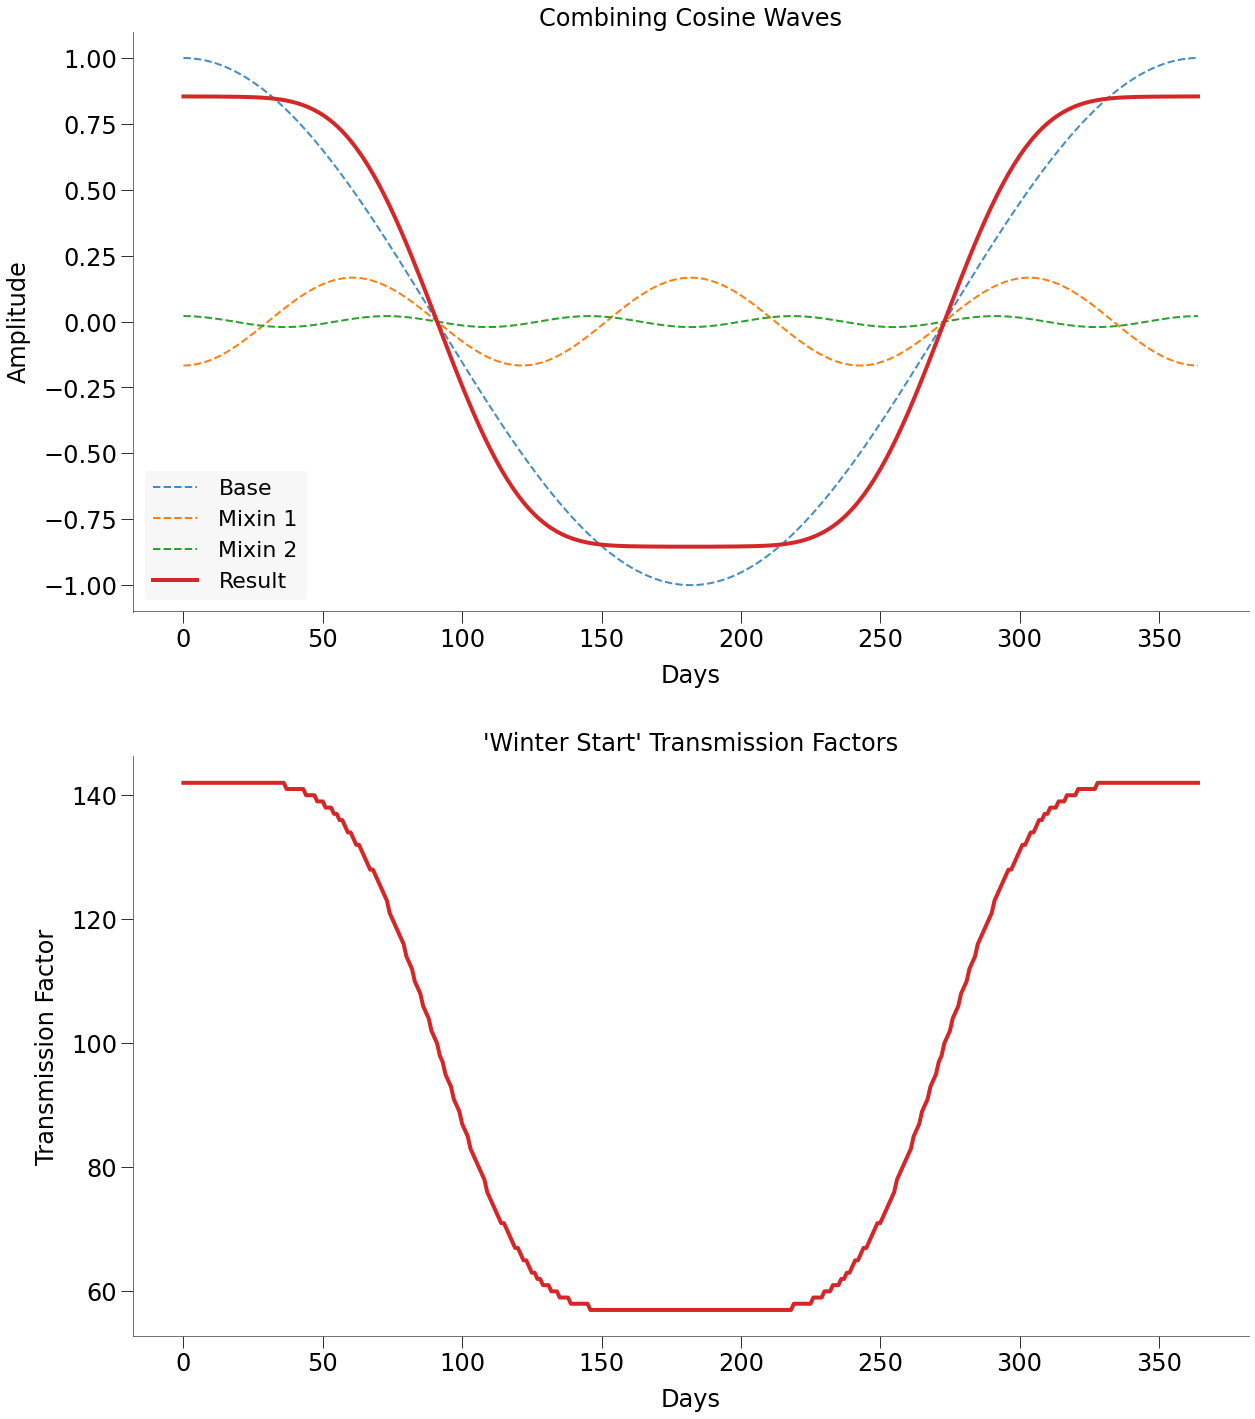 Combining Cosine Waves
1.00
0.75
0.50
0.25
0.00
−0.25
−0.50
−0.75
−1.00
Amplitude
Base
Mixin 1
Mixin 2
Result
0 50 100 150 200 250 300 350
Days
'Winter Start' Transmission Factors
140
120
100
80
60
Transmission Factor
0 50 100 150 200 250 300 350
Days